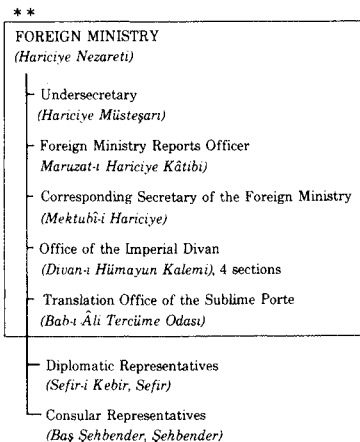 **
FOREIGN MINISTRY
(Hariciye Nezareti)
Undersecretary
(Hariciye Müsteşarı)
Foreign Ministry Reports Officer
Maruzat-ı Hariciye Kâtibi)
Corresponding Secretary of the Foreign Ministry
(Mektubî-i Hariciye)
Office of the Imperial Divan
(Divan-ı Hümayun Kalemi), 4 sections
Translation Office of the Sublime Porte
(Bab-ı Âli Tercüme Odası)
Diplomatic Representatives
(Sefir-i Kebir, Sefir)
Consular Representatives
(Baş Şehbender, Şehbender)